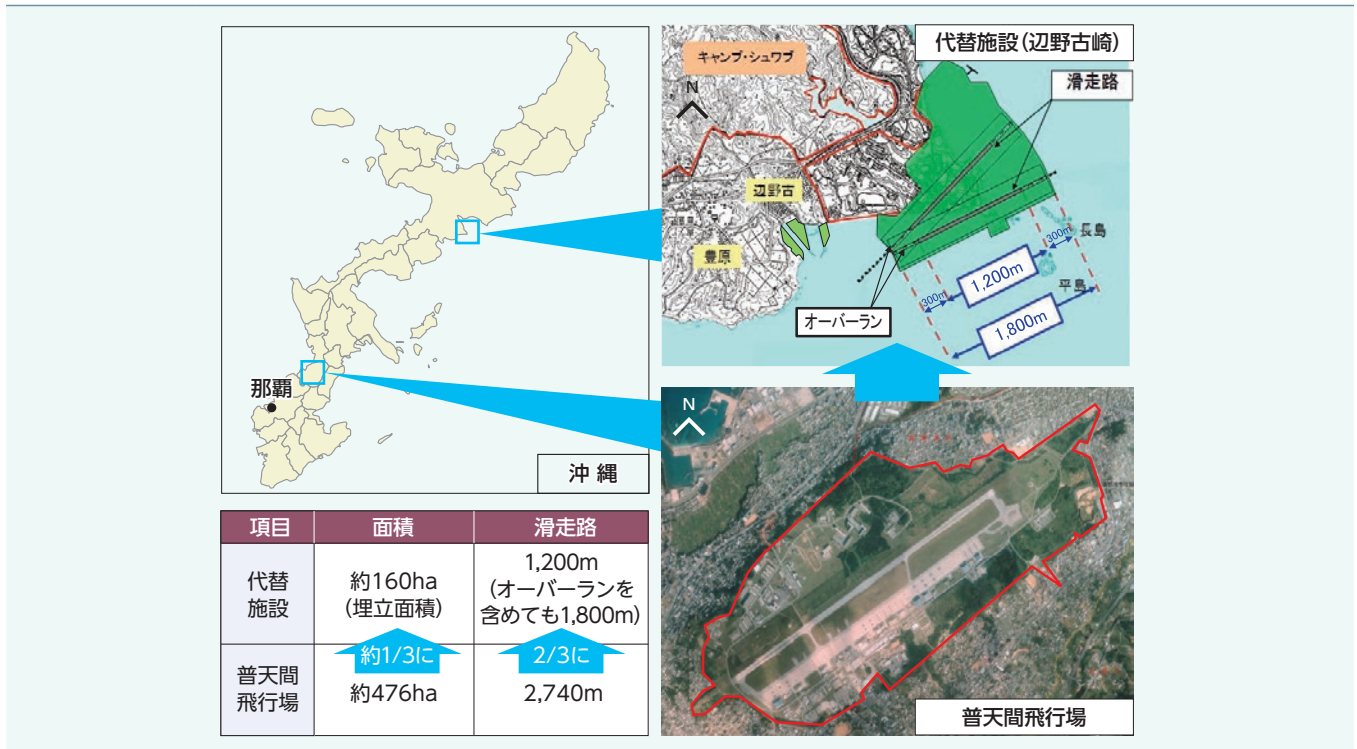 那覇
沖縄
代替施設(辺野古崎)
キャンプ・シュワブ
N
滑走路
辺野古
豊原
長島
平島
300m
1,200m
300m
1,800m
オーバーラン
N
普天間飛行場
項目 面積 滑走路
代替
施設
約160ha
(埋立面積)
1,200m
(オーバーランを
含めても1,800m)
約1/3に 2/3に
普天間
飛行場
約476ha 2,740m